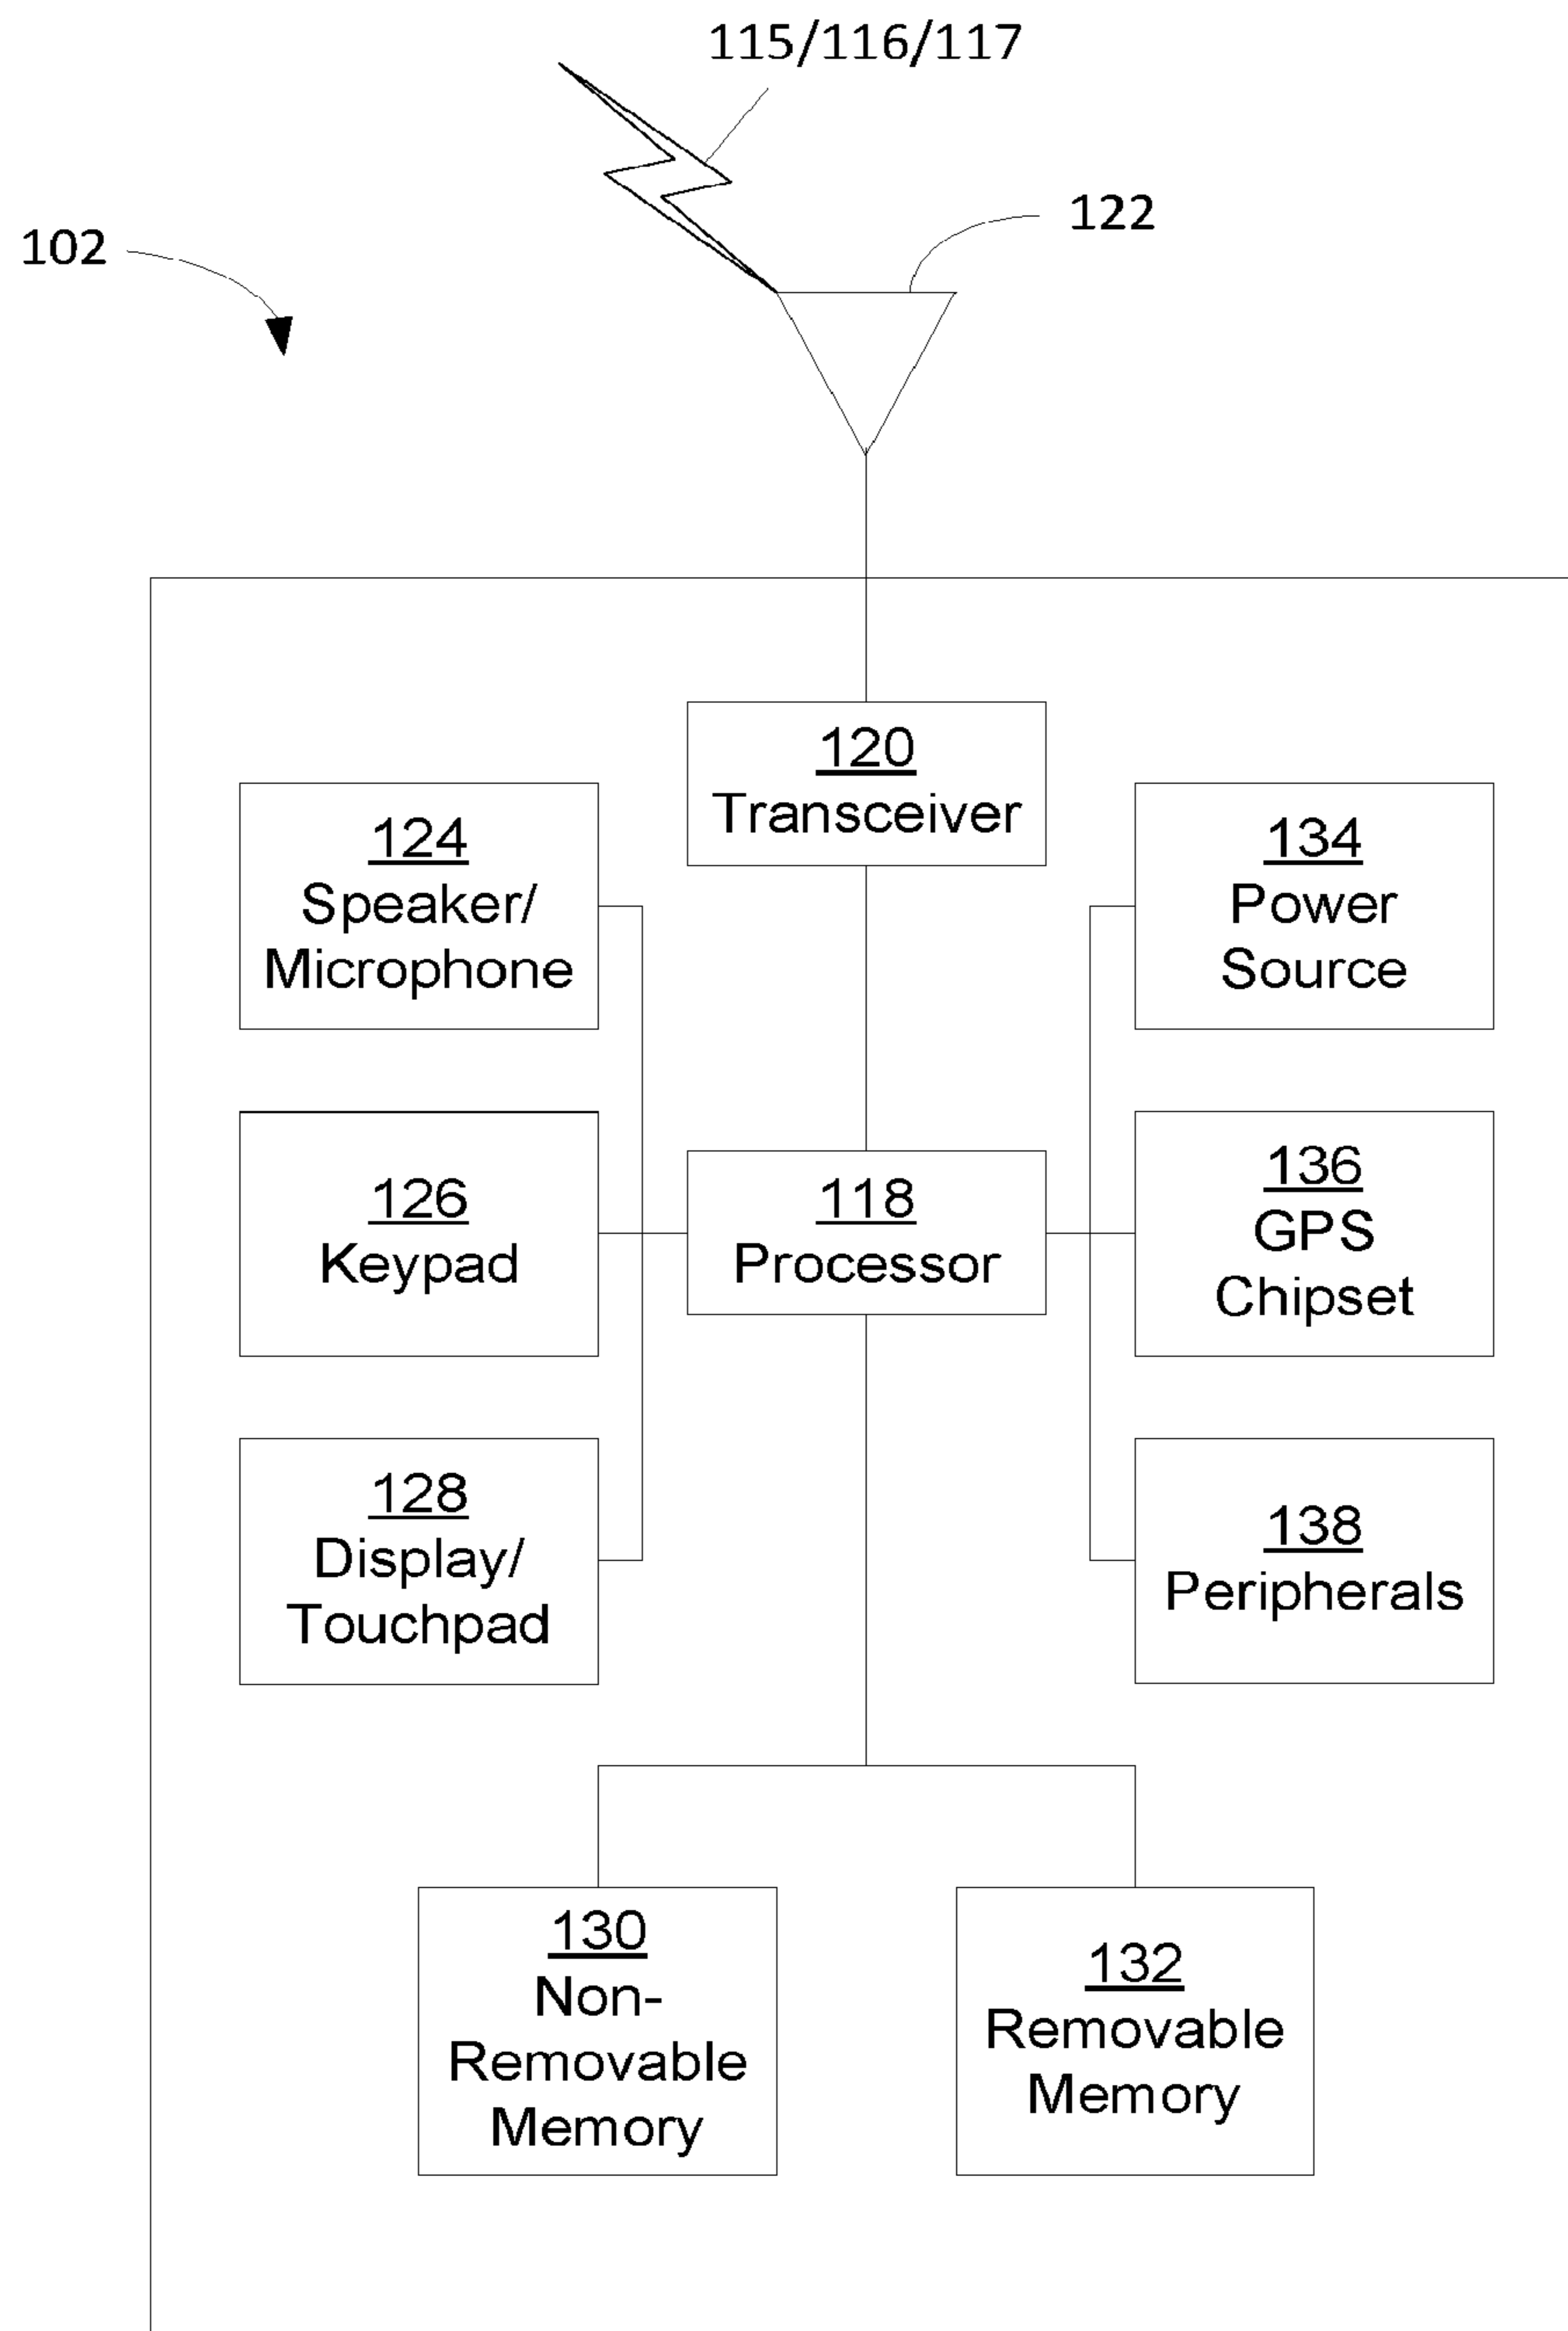 115/116/117
122
102
120
Transceiver
124
Speaker/
Microphone
134
Power
Source
126
Keypad
118
Processor
136
GPS
Chipset
128
Display/
Touchpad
138
Peripherals
130
Non-
Removable
Memory
132
Removable
Memory